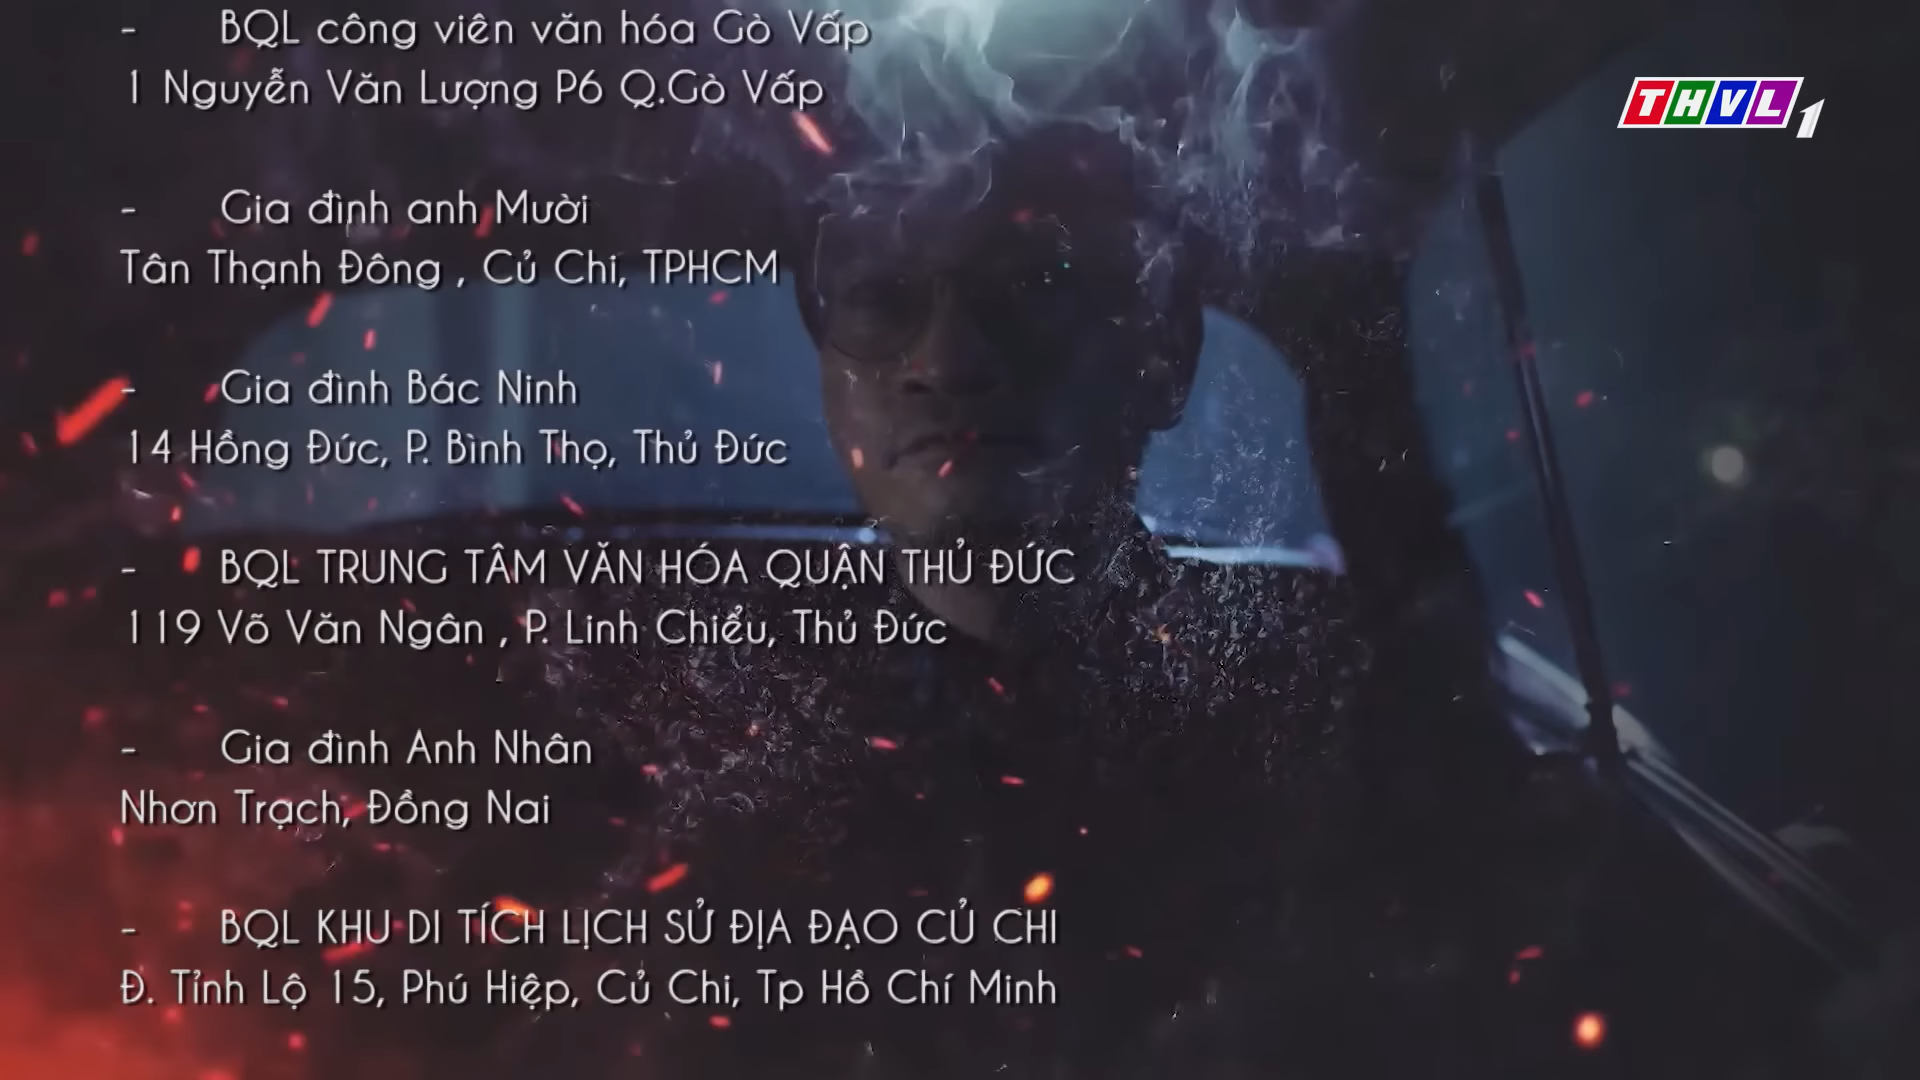 - BQL công viên văn hóa Gò Vấp
1 Nguyễn Văn Lượng P6 Q.Gò Vấp
THVL1
- Gia đình anh Mười
Tân Thạnh Đông , Củ Chi, TPHCM
- Gia đình Bác Ninh
14 Hồng Đức, P. Bình Thọ, Thủ Đức
- BQL TRUNG TÂM VĂN HÓA QUẬN THỦ ĐỨC
119 Võ Văn Ngân , P. Linh Chiểu, Thủ Đức
- Gia đình Anh Nhân
Nhơn Trạch, Đồng Nai
- BQL KHU DI TÍCH LỊCH SỬ ĐỊA ĐẠO CỦ CHI
Đ. Tỉnh Lộ 15, Phú Hiệp, Củ Chi, Tp Hồ Chí Minh